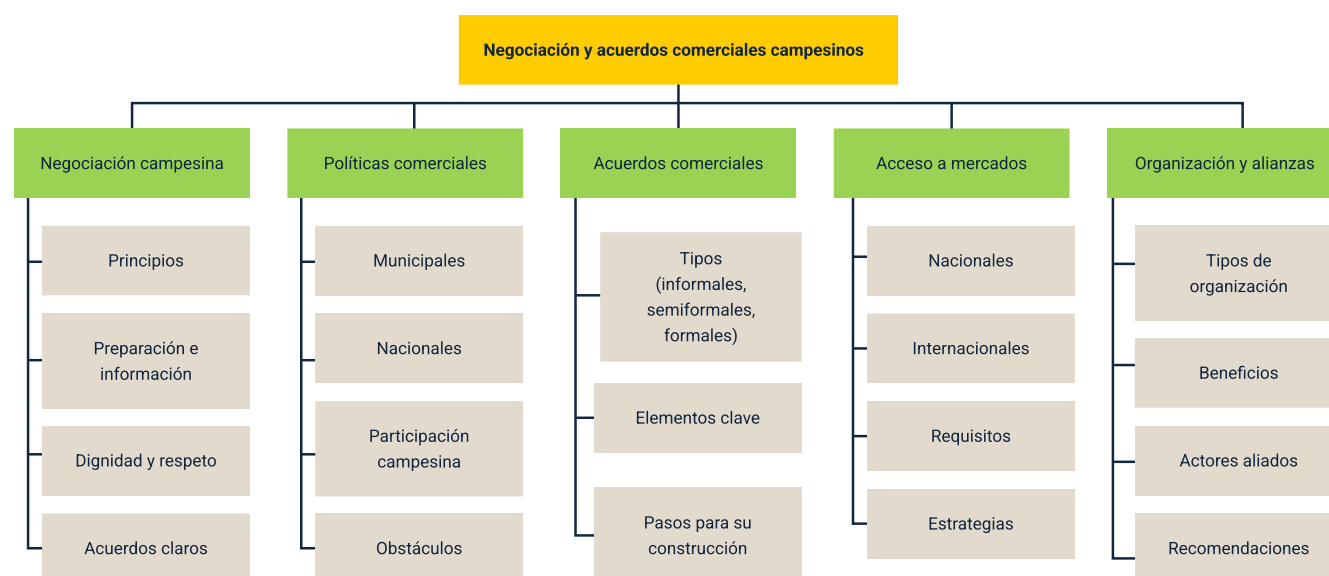 Negociación y acuerdos comerciales campesinos
Negociación campesina
Principios
Preparación e
información
Dignidad y respeto
Acuerdos claros
Políticas comerciales
Municipales
Nacionales
Participación
campesina
Obstáculos
Acuerdos comerciales
Tipos
(informales,
semiformales,
formales)
Elementos clave
Pasos para su
construcción
Acceso a mercados
Nacionales
Internacionales
Requisitos
Estrategias
Organización y alianzas
Tipos de
organización
Beneficios
Actores aliados
Recomendaciones